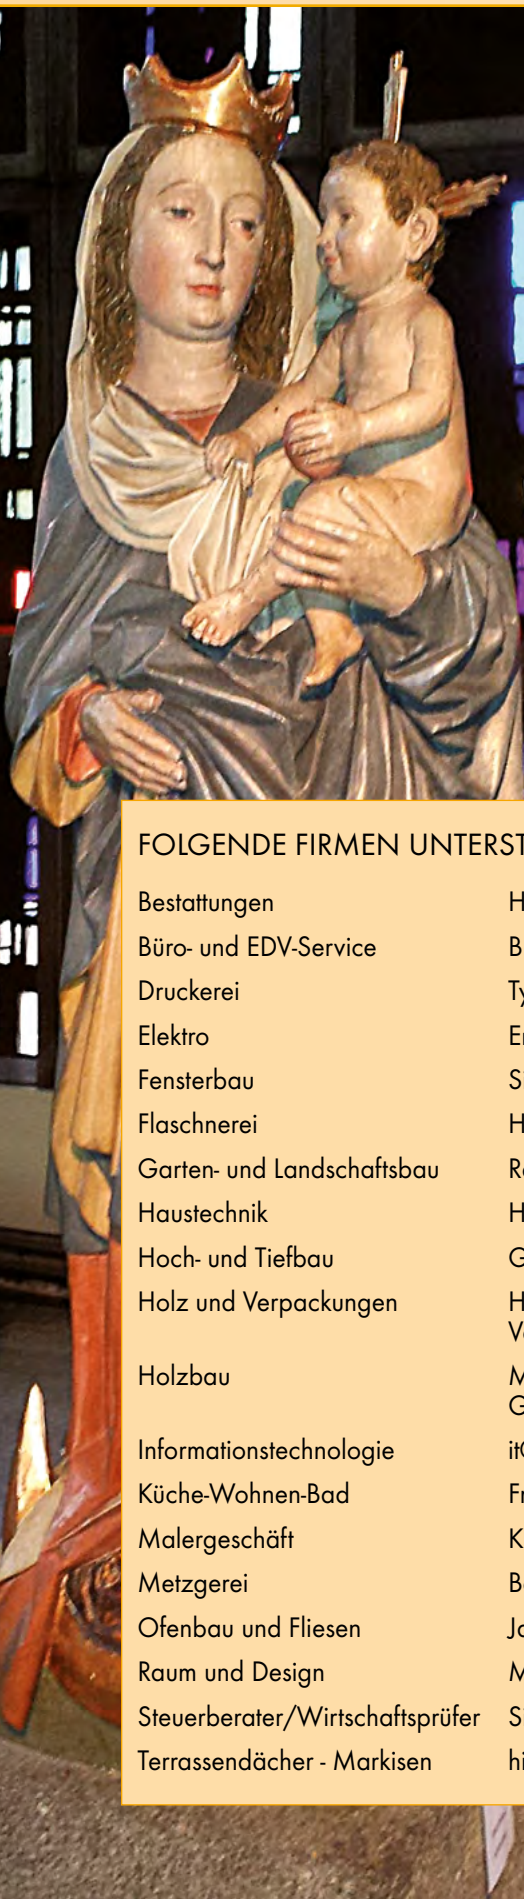 FOLGENDE FIRMEN
Bestattungen
Büro- und EDV-Service
Druckerei
Elektro
Fensterbau
Flaschnerei
Garten- und Landschaftsbau
Haustechnik
Hoch- und Tiefbau
Holz und Verpackungen
Holzbau
Informationstechnologie
Küche-Wohnen-Bad
Malergeschäft
Metzgerei
Ofenbau und Fliesen
Raum und Design
Steuerberater/Wirtschaftsprüfer
Terrassendächer - Markisen